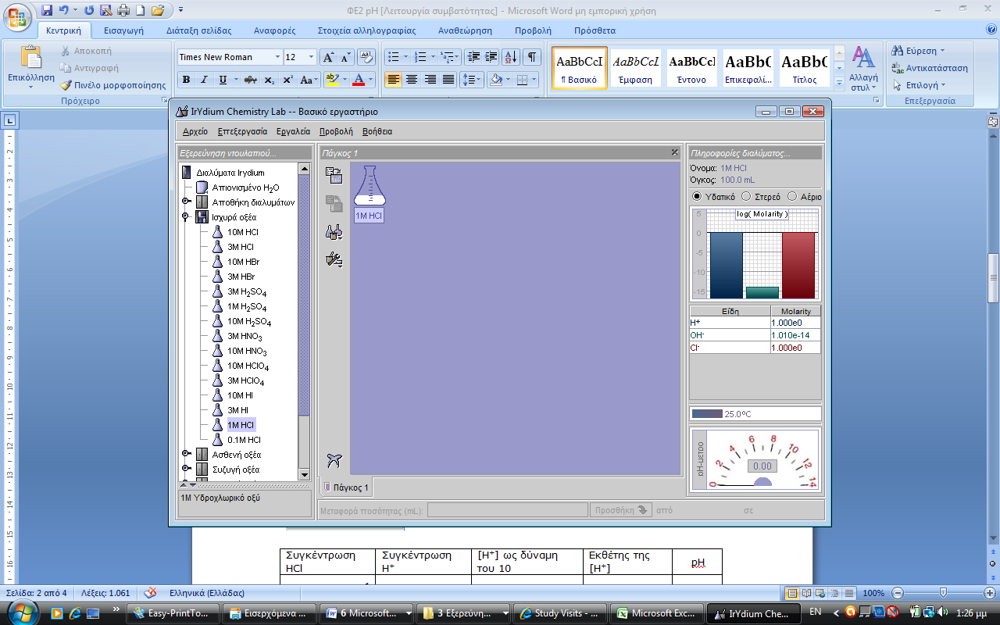 ΦΕ2 pH [Λειτουργία συμβατότητας] - Microsoft Word μη εμπορική χρήση
Κεντρική Εισαγωγή Διάταξη σελίδας Αναφορές Στοιχεία αλληλογραφίας Αναθεώρηση Προβολή Πρόσθετα
Επικόλληση
Αποκοπή
Αντιγραφή
Πινέλο μορφοποίησης
Πρόχειρο
Times New Roman 12
AaBbCcI AaBbCcI AaBbCcl AaBbC AaBbC
¶ Βασικό Έμφαση Έντονο Επικεφαλί... Τίτλος
Αλλαγή στυλ
Εύρεση
Αντικατάσταση
Επιλογή
Επεξεργασία
IrYdium Chemistry Lab -- Βασικό εργαστήριο
Αρχείο Επεξεργασία Εργαλεία Προβολή Βοήθεια
Εξερεύνηση ντουλαπιού...
Διαλύματα Irydium
Απιονισμένο H₂O
Αποθήκη διαλυμάτων
Ισχυρά οξέα
10M HCl
3M HCl
10M HBr
3M HBr
3M H₂SO₄
1M H₂SO₄
10M H₂SO₄
3M HNO₃
10M HNO₃
10M HClO₄
3M HClO₄
10M HI
3M HI
1M HCl
0.1M HCl
Ασθενή οξέα
Συζυγή οξέα
1M Υδροχλωρικό οξύ
Πάγκος 1
1M HCl
Πάγκος 1
Μεταφορά ποσότητας (mL): Προσθήκη από σε
Πληροφορίες διαλύματος...
Όνομα: 1M HCl
Όγκος: 100.0 mL
Υδατικό Στερεό Αέριο
log( Molarity )
5
0
-5
-10
-15
Είδη Molarity
H⁺ 1.000e0
OH⁻ 1.010e-14
Cl⁻ 1.000e0
25.0ºC
pH-μετρο
0 2 4 6 8 10 12 14
0.00
Συγκέντρωση HCl Συγκέντρωση H⁺ [H⁺] ως δύναμη του 10 Εκθέτης της [H⁺] pH
Σελίδα: 2 από 4 Λέξεις: 1.061 Ελληνικά (Ελλάδας) 100%
Easy-PrintTo... Εισερχόμενα ... 6 Microsoft... 3 Εξερεύνη... Study Visits - ... Microsoft Exc... IrYdium Che... EN 1:26 μμ